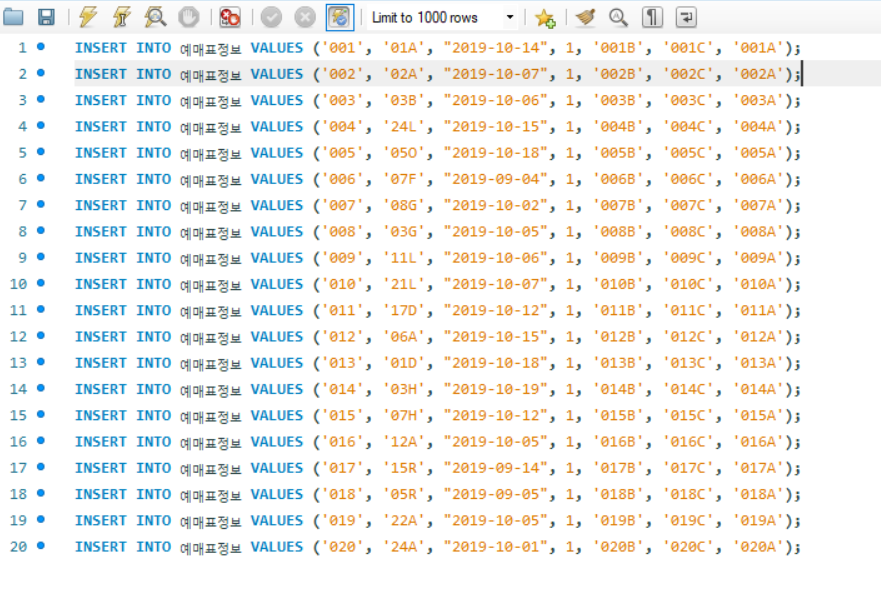 Limit to 1000 rows
1 INSERT INTO 예매표정보 VALUES ('001', '01A', "2019-10-14", 1, '001B', '001C', '001A');
2 INSERT INTO 예매표정보 VALUES ('002', '02A', "2019-10-07", 1, '002B', '002C', '002A');
3 INSERT INTO 예매표정보 VALUES ('003', '03B', "2019-10-06", 1, '003B', '003C', '003A');
4 INSERT INTO 예매표정보 VALUES ('004', '24L', "2019-10-15", 1, '004B', '004C', '004A');
5 INSERT INTO 예매표정보 VALUES ('005', '05O', "2019-10-18", 1, '005B', '005C', '005A');
6 INSERT INTO 예매표정보 VALUES ('006', '07F', "2019-09-04", 1, '006B', '006C', '006A');
7 INSERT INTO 예매표정보 VALUES ('007', '08G', "2019-10-02", 1, '007B', '007C', '007A');
8 INSERT INTO 예매표정보 VALUES ('008', '03G', "2019-10-05", 1, '008B', '008C', '008A');
9 INSERT INTO 예매표정보 VALUES ('009', '11L', "2019-10-06", 1, '009B', '009C', '009A');
10 INSERT INTO 예매표정보 VALUES ('010', '21L', "2019-10-07", 1, '010B', '010C', '010A');
11 INSERT INTO 예매표정보 VALUES ('011', '17D', "2019-10-12", 1, '011B', '011C', '011A');
12 INSERT INTO 예매표정보 VALUES ('012', '06A', "2019-10-15", 1, '012B', '012C', '012A');
13 INSERT INTO 예매표정보 VALUES ('013', '01D', "2019-10-18", 1, '013B', '013C', '013A');
14 INSERT INTO 예매표정보 VALUES ('014', '03H', "2019-10-19", 1, '014B', '014C', '014A');
15 INSERT INTO 예매표정보 VALUES ('015', '07H', "2019-10-12", 1, '015B', '015C', '015A');
16 INSERT INTO 예매표정보 VALUES ('016', '12A', "2019-10-05", 1, '016B', '016C', '016A');
17 INSERT INTO 예매표정보 VALUES ('017', '15R', "2019-09-14", 1, '017B', '017C', '017A');
18 INSERT INTO 예매표정보 VALUES ('018', '05R', "2019-09-05", 1, '018B', '018C', '018A');
19 INSERT INTO 예매표정보 VALUES ('019', '22A', "2019-10-05", 1, '019B', '019C', '019A');
20 INSERT INTO 예매표정보 VALUES ('020', '24A', "2019-10-01", 1, '020B', '020C', '020A');